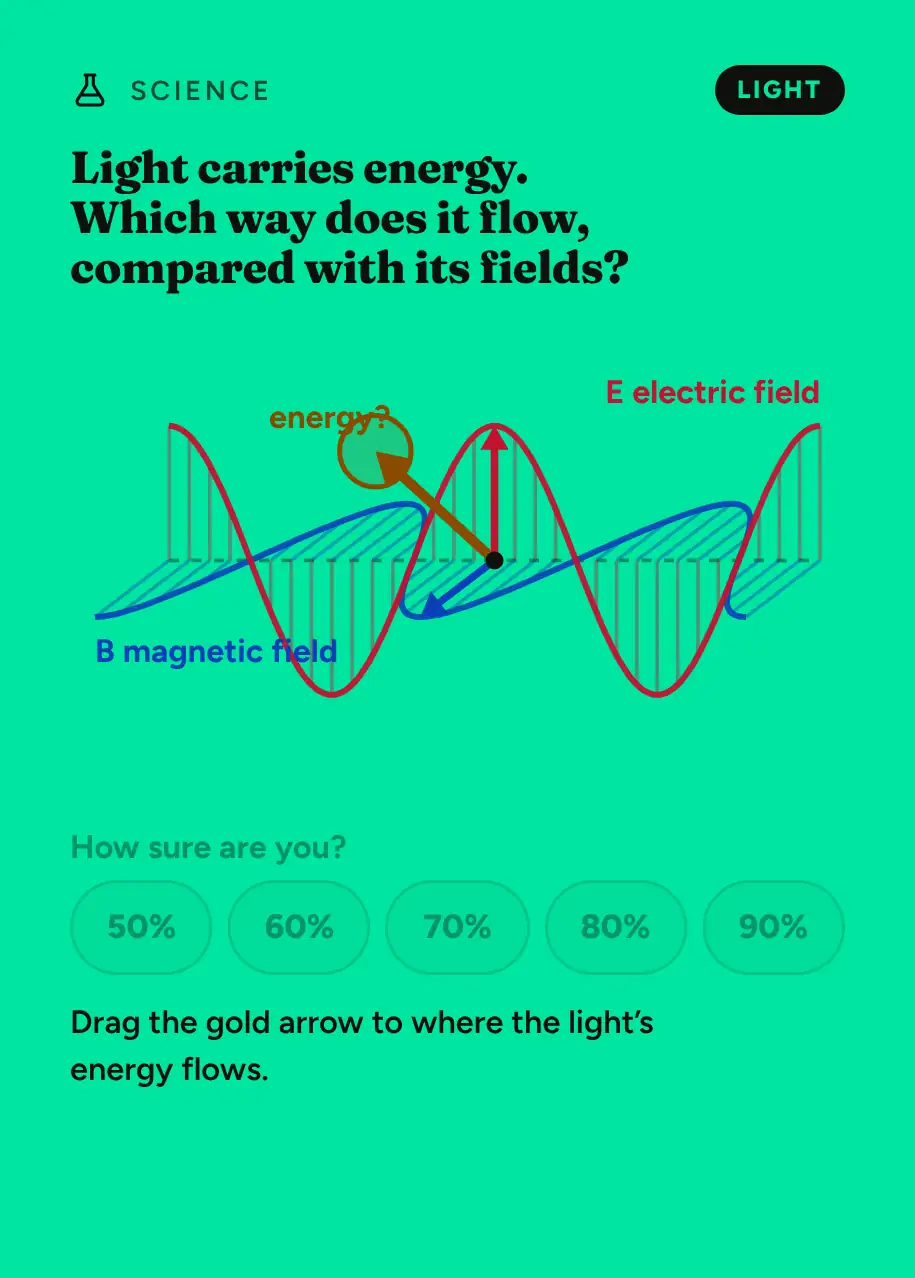 SCIENCE
LIGHT
Light carries energy.
Which way does it flow,
compared with its fields?
E electric field
energy?
B magnetic field
How sure are you?
50%
60%
70%
80%
90%
Drag the gold arrow to where the light’s
energy flows.